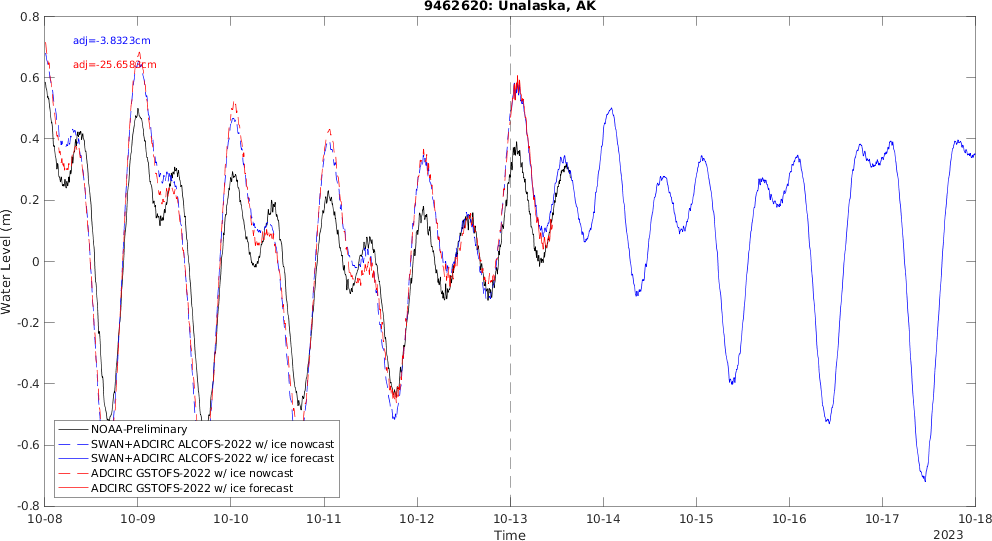 9462620: Unalaska, AK
0.8
adj=-3.8323cm
adj=-25.6583cm
0.6
0.4
0.2
0
-0.2
-0.4
-0.6
-0.8
Water Level (m)
NOAA-Preliminary
SWAN+ADCIRC ALCOFS-2022 w/ ice nowcast
SWAN+ADCIRC ALCOFS-2022 w/ ice forecast
ADCIRC GSTOFS-2022 w/ ice nowcast
ADCIRC GSTOFS-2022 w/ ice forecast
10-08 10-09 10-10 10-11 10-12 10-13 10-14 10-15 10-16 10-17 10-18
Time
2023